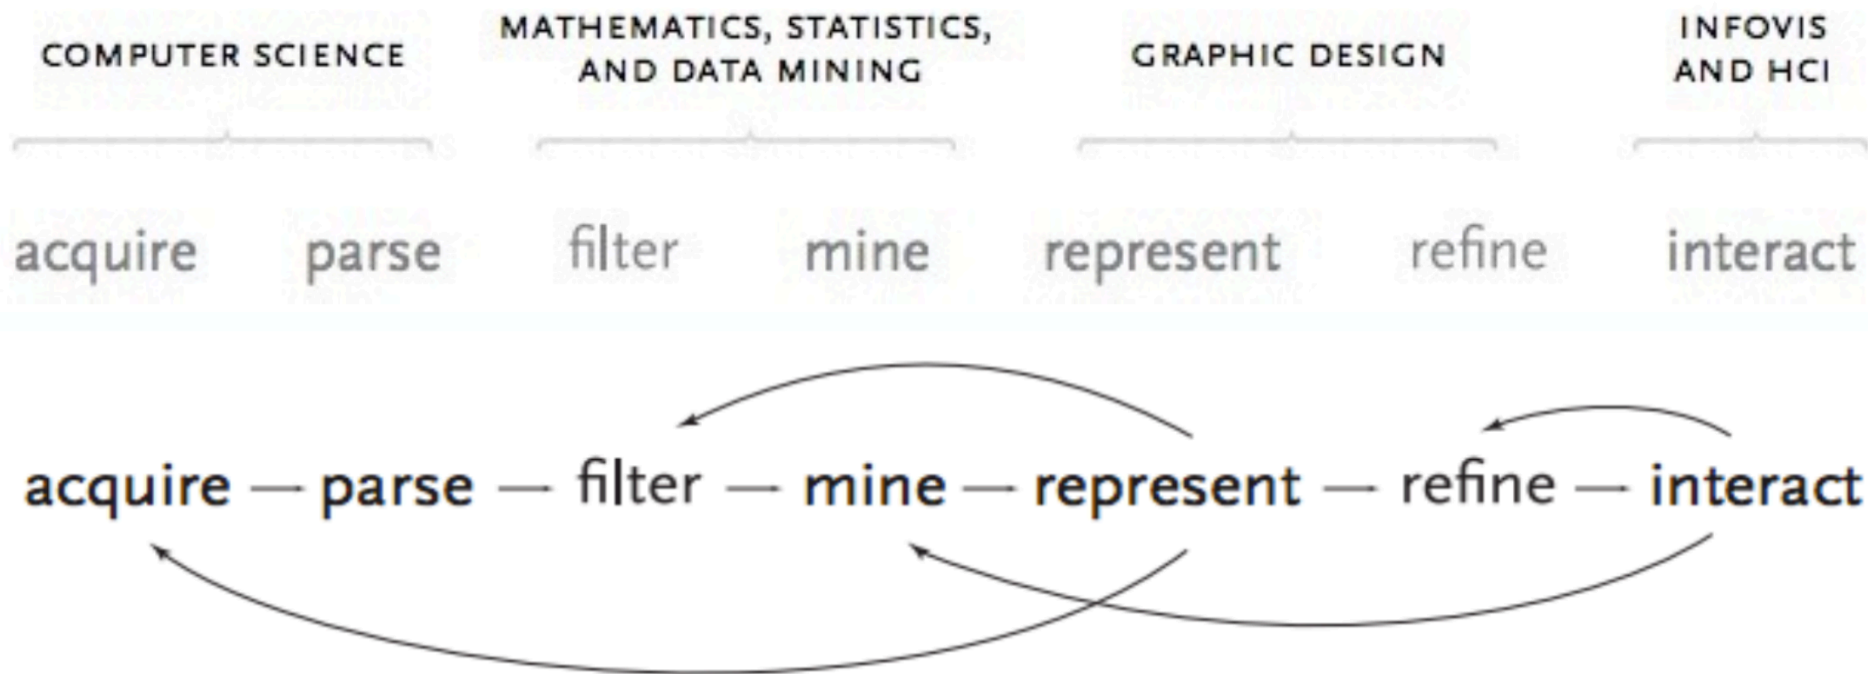 COMPUTER SCIENCE
MATHEMATICS, STATISTICS,
AND DATA MINING
GRAPHIC DESIGN
INFOVIS
AND HCI
acquire parse filter mine represent refine interact
acquire — parse — filter — mine — represent — refine — interact